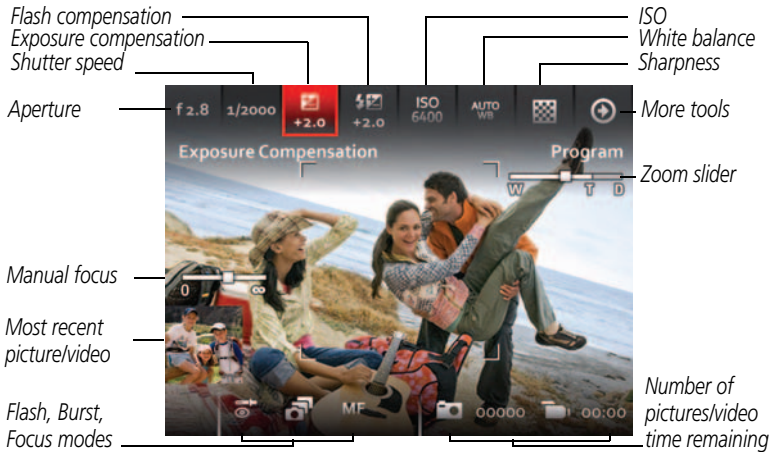 Flash compensation
Exposure compensation
Shutter speed
Aperture
ISO
White balance
Sharpness
More tools
Zoom slider
f 2.8
1/2000
+2.0
+2.0
ISO
6400
AUTO
WB
Exposure Compensation
Program
W T D
0 ∞
Manual focus
Most recent
picture/video
Flash, Burst,
Focus modes
MF
00000
00:00
Number of
pictures/video
time remaining